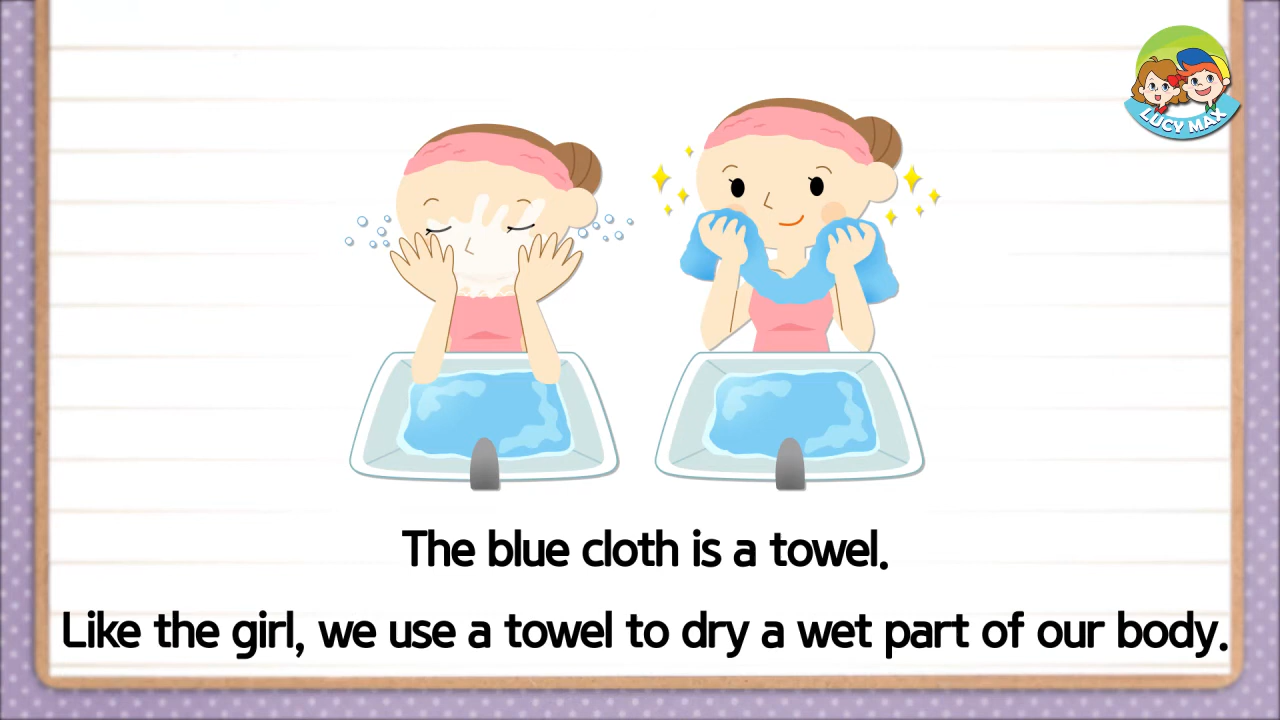 LUCY MAX
The blue cloth is a towel.
Like the girl, we use a towel to dry a wet part of our body.